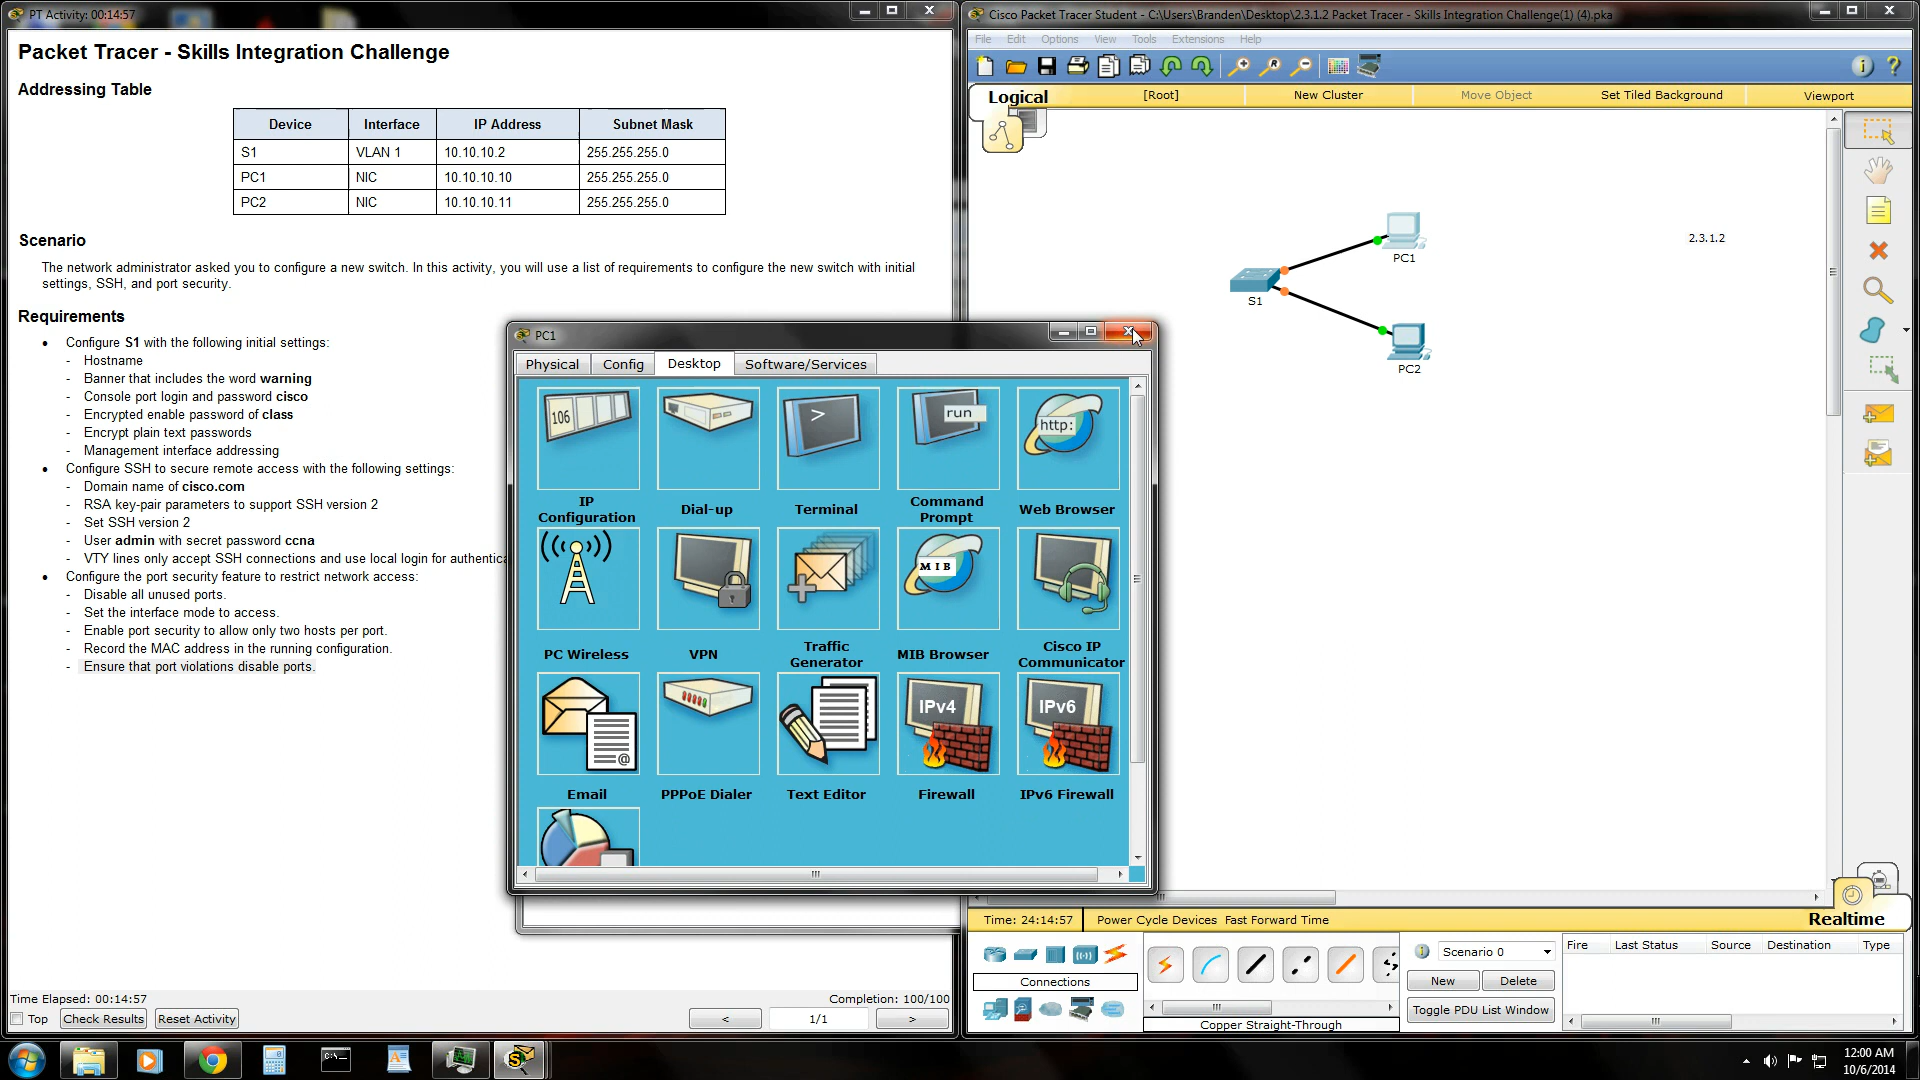 PT Activity: 00:14:57
Packet Tracer - Skills Integration Challenge
Addressing Table
Device Interface IP Address Subnet Mask
S1 VLAN 1 10.10.10.2 255.255.255.0
PC1 NIC 10.10.10.10 255.255.255.0
PC2 NIC 10.10.10.11 255.255.255.0
Scenario
The network administrator asked you to configure a new switch. In this activity, you will use a list of requirements to configure the new switch with initial
settings, SSH, and port security.
Requirements
• Configure S1 with the following initial settings:
- Hostname
- Banner that includes the word warning
- Console port login and password cisco
- Encrypted enable password of class
- Encrypt plain text passwords
- Management interface addressing
• Configure SSH to secure remote access with the following settings:
- Domain name of cisco.com
- RSA key-pair parameters to support SSH version 2
- Set SSH version 2
- User admin with secret password ccna
- VTY lines only accept SSH connections and use local login for authentica
• Configure the port security feature to restrict network access:
- Disable all unused ports.
- Set the interface mode to access.
- Enable port security to allow only two hosts per port.
- Record the MAC address in the running configuration.
- Ensure that port violations disable ports.
Time Elapsed: 00:14:57 Completion: 100/100
Top Check Results Reset Activity < 1/1 >
PC1
Physical Config Desktop Software/Services
106
>
run
http:
IP Configuration
Dial-up
Terminal
Command Prompt
Web Browser
MIB
PC Wireless
VPN
Traffic Generator
MIB Browser
Cisco IP Communicator
@
IPv4
IPv6
Email
PPPoE Dialer
Text Editor
Firewall
IPv6 Firewall
Cisco Packet Tracer Student - C:\Users\Branden\Desktop\2.3.1.2 Packet Tracer - Skills Integration Challenge(1) (4).pka
File Edit Options View Tools Extensions Help
Logical [Root] New Cluster Move Object Set Tiled Background Viewport
PC1
2.3.1.2
S1
PC2
Time: 24:14:57 Power Cycle Devices Fast Forward Time
Realtime
Connections
Copper Straight-Through
Scenario 0
New Delete
Toggle PDU List Window
Fire Last Status Source Destination Type
12:00 AM
10/6/2014